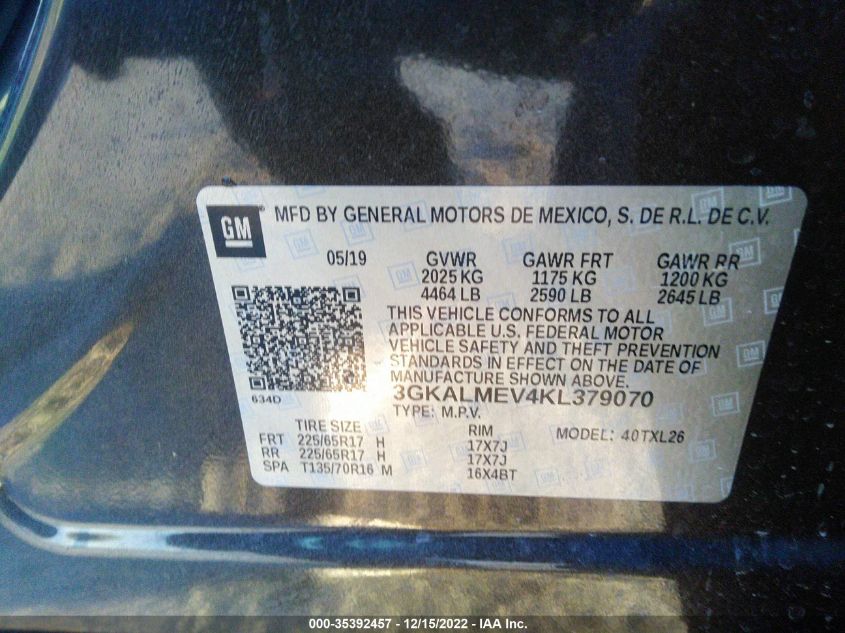 GM
MFD BY GENERAL MOTORS DE MEXICO, S. DE R.L. DE C.V.
05/19 GVWR GAWR FRT GAWR RR
2025 KG 1175 KG 1200 KG
4464 LB 2590 LB 2645 LB
THIS VEHICLE CONFORMS TO ALL
APPLICABLE U.S. FEDERAL MOTOR
VEHICLE SAFETY AND THEFT PREVENTION
STANDARDS IN EFFECT ON THE DATE OF
MANUFACTURE SHOWN ABOVE.
634D 3GKALMEV4KL379070
TYPE: M.P.V.
TIRE SIZE RIM MODEL: 40TXL26
FRT 225/65R17 H 17X7J
RR 225/65R17 H 17X7J
SPA T135/70R16 M 16X4BT
000-35392457 - 12/15/2022 - IAA Inc.